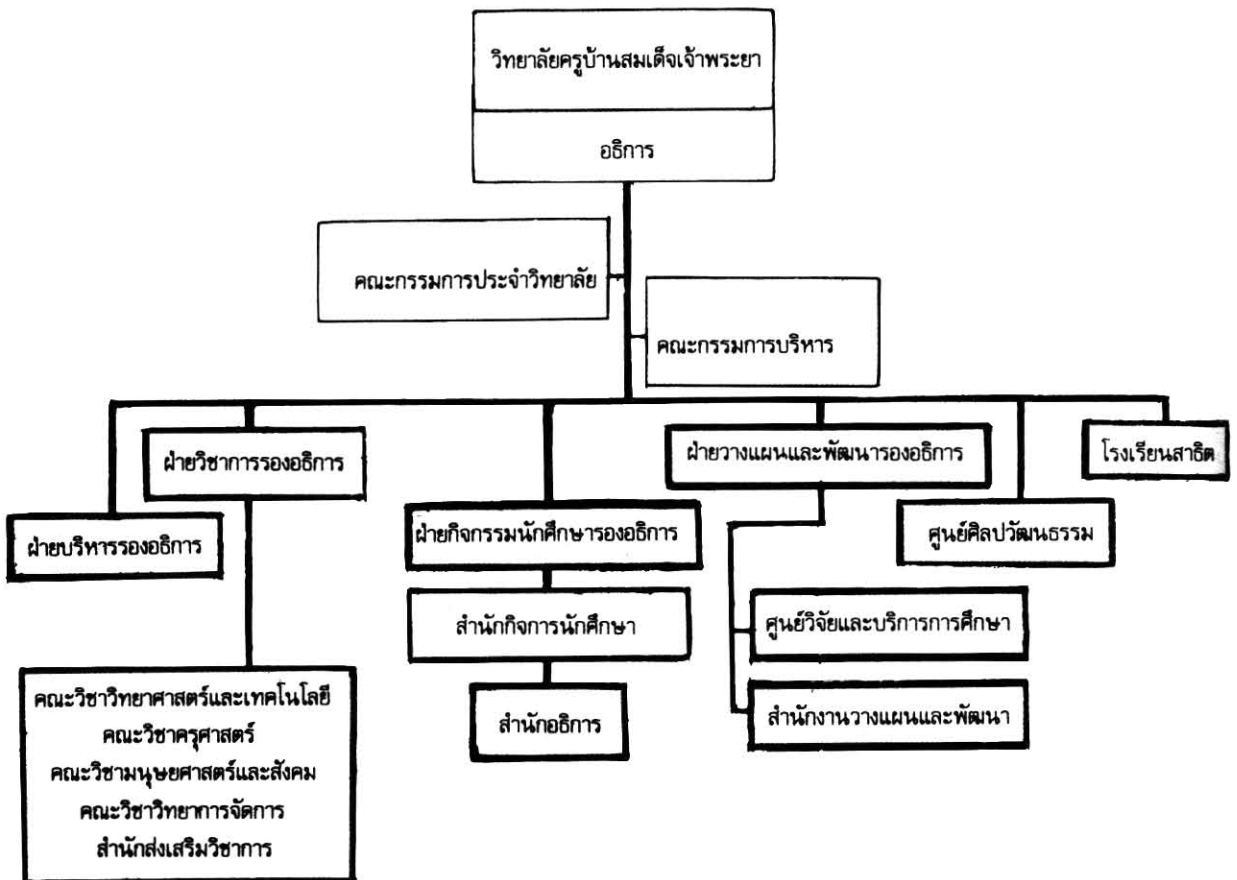 วิทยาลัยครูบ้านสมเด็จเจ้าพระยา
อธิการ
คณะกรรมการประจำวิทยาลัย
คณะกรรมการบริหาร
ฝ่ายวิชาการรองอธิการ
ฝ่ายวางแผนและพัฒนารองอธิการ
โรงเรียนสาธิต
ฝ่ายบริหารรองอธิการ
ฝ่ายกิจกรรมนักศึกษารองอธิการ
ศูนย์ศิลปวัฒนธรรม
สำนักกิจการนักศึกษา
ศูนย์วิจัยและบริการการศึกษา
สำนักอธิการ
สำนักงานวางแผนและพัฒนา
คณะวิชาวิทยาศาสตร์และเทคโนโลยี
คณะวิชาครุศาสตร์
คณะวิชามนุษยศาสตร์และสังคม
คณะวิชาวิทยาการจัดการ
สำนักส่งเสริมวิชาการ